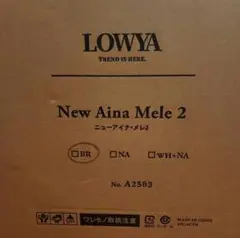 LOWYA
TREND IS HERE.
New Aina Mele 2
ニューアイナ・メレ2
□BR □NA □WH+NA
No. A2583
ワレモノ/取扱注意